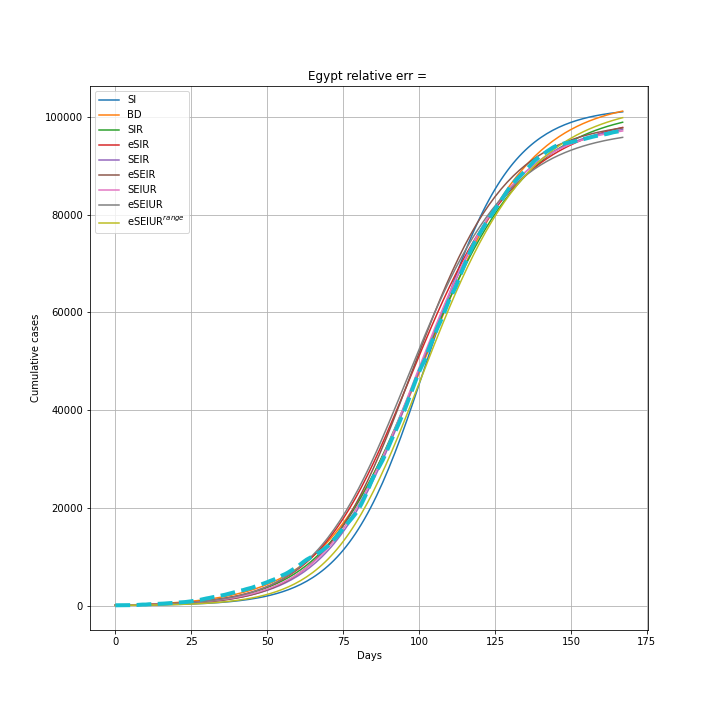 Egypt relative err =
SI
BD
SIR
eSIR
SEIR
eSEIR
SEIUR
eSEIUR
eSEIUR^{range}
100000
80000
60000
40000
20000
0
Cumulative cases
0 25 50 75 100 125 150 175
Days